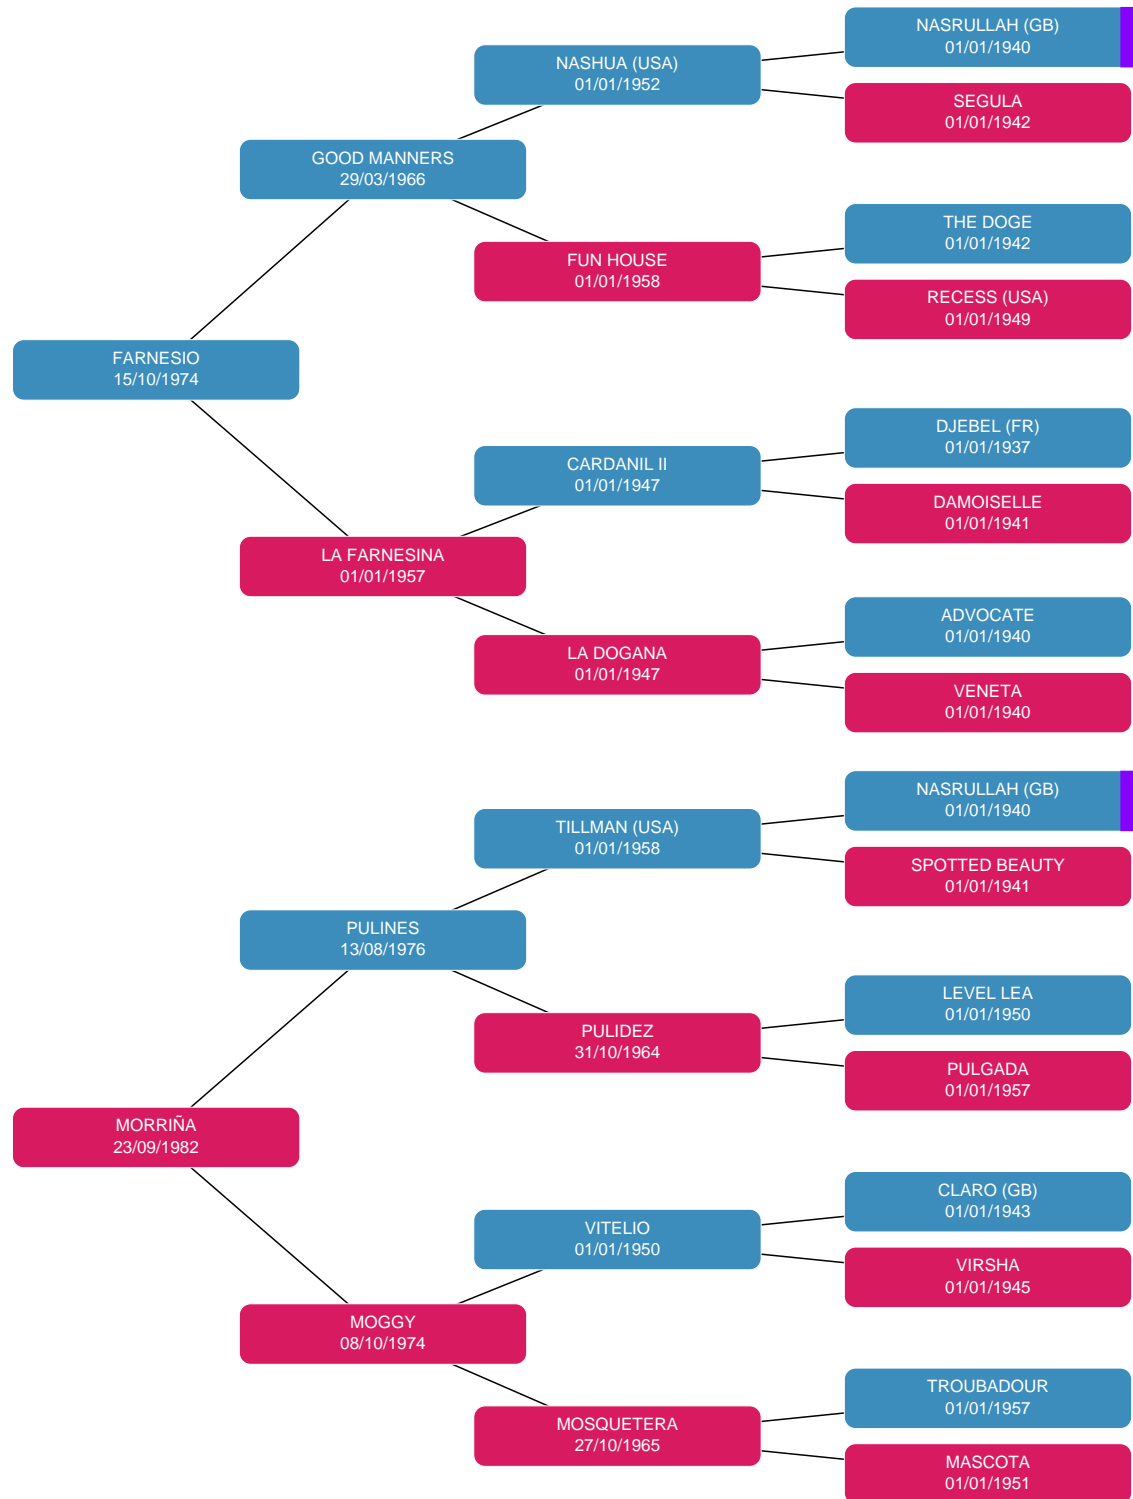 NASRULLAH (GB)
01/01/1940
NASHUA (USA)
01/01/1952
SEGULA
01/01/1942
GOOD MANNERS
29/03/1966
THE DOGE
01/01/1942
FUN HOUSE
01/01/1958
RECESS (USA)
01/01/1949
FARNESIO
15/10/1974
DJEBEL (FR)
01/01/1937
CARDANIL II
01/01/1947
DAMOISELLE
01/01/1941
LA FARNESINA
01/01/1957
ADVOCATE
01/01/1940
LA DOGANA
01/01/1947
VENETA
01/01/1940
NASRULLAH (GB)
01/01/1940
TILLMAN (USA)
01/01/1958
SPOTTED BEAUTY
01/01/1941
PULINES
13/08/1976
LEVEL LEA
01/01/1950
PULIDEZ
31/10/1964
PULGADA
01/01/1957
MORRIÑA
23/09/1982
CLARO (GB)
01/01/1943
VITELIO
01/01/1950
VIRSHA
01/01/1945
MOGGY
08/10/1974
TROUBADOUR
01/01/1957
MOSQUETERA
27/10/1965
MASCOTA
01/01/1951